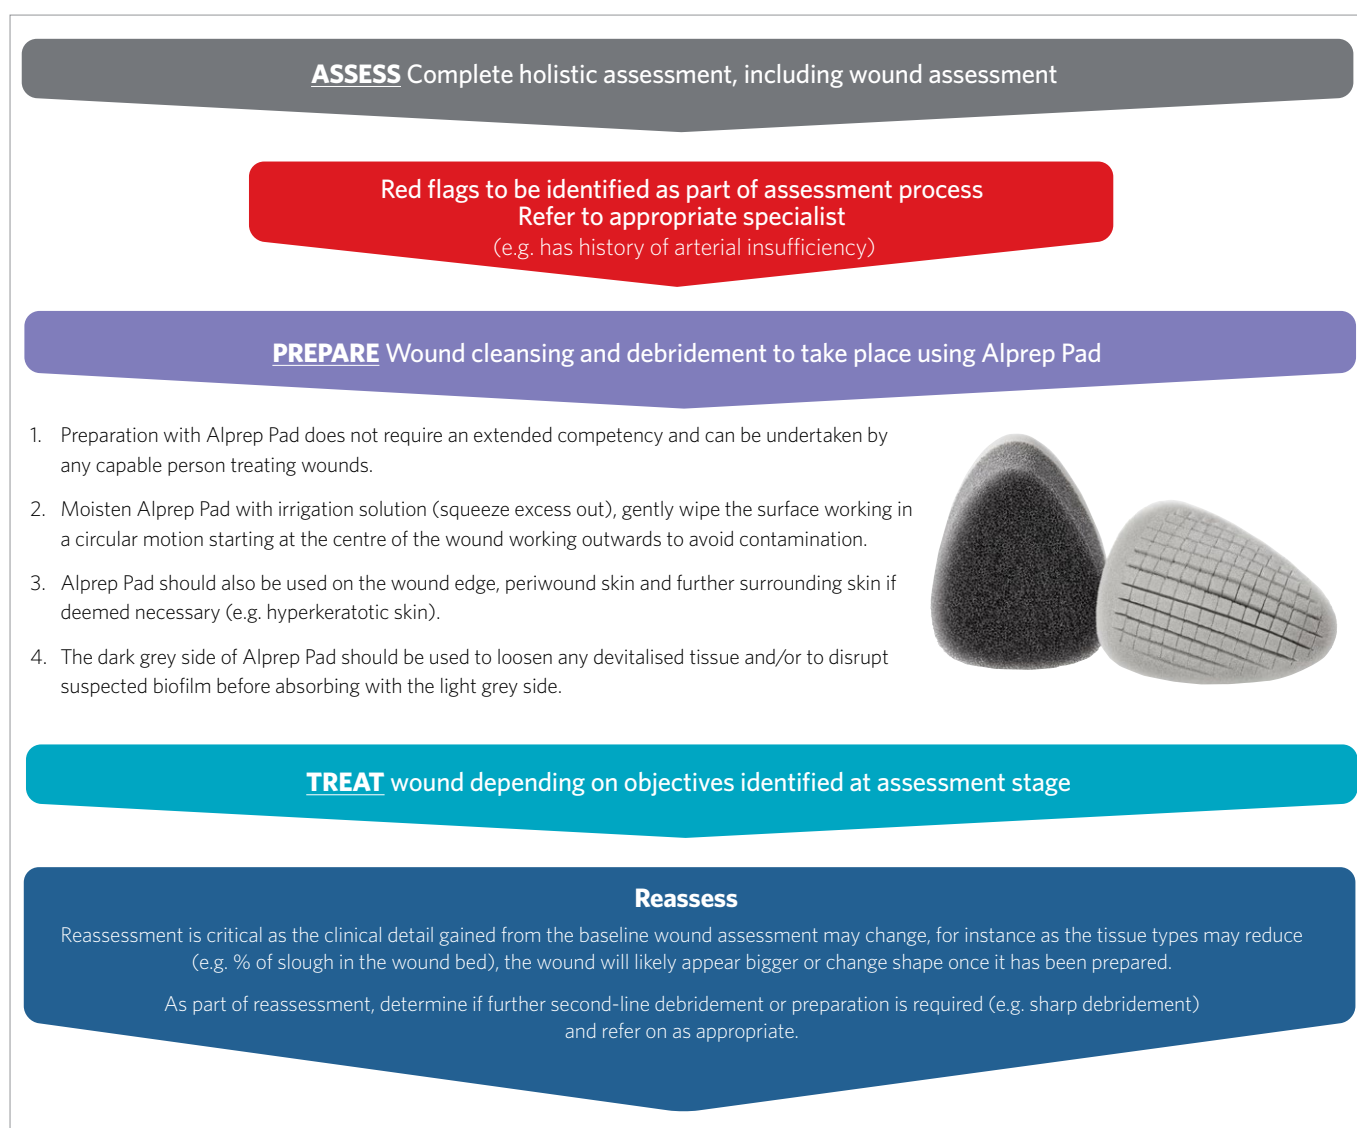 ASSESS Complete holistic assessment, including wound assessment
Red flags to be identified as part of assessment process
Refer to appropriate specialist
(e.g. has history of arterial insufficiency)
PREPARE Wound cleansing and debridement to take place using Alprep Pad
1. Preparation with Alprep Pad does not require an extended competency and can be undertaken by
any capable person treating wounds.
2. Moisten Alprep Pad with irrigation solution (squeeze excess out), gently wipe the surface working in
a circular motion starting at the centre of the wound working outwards to avoid contamination.
3. Alprep Pad should also be used on the wound edge, periwound skin and further surrounding skin if
deemed necessary (e.g. hyperkeratotic skin).
4. The dark grey side of Alprep Pad should be used to loosen any devitalised tissue and/or to disrupt
suspected biofilm before absorbing with the light grey side.
TREAT wound depending on objectives identified at assessment stage
Reassess
Reassessment is critical as the clinical detail gained from the baseline wound assessment may change, for instance as the tissue types may reduce
(e.g. % of slough in the wound bed), the wound will likely appear bigger or change shape once it has been prepared.
As part of reassessment, determine if further second-line debridement or preparation is required (e.g. sharp debridement)
and refer on as appropriate.